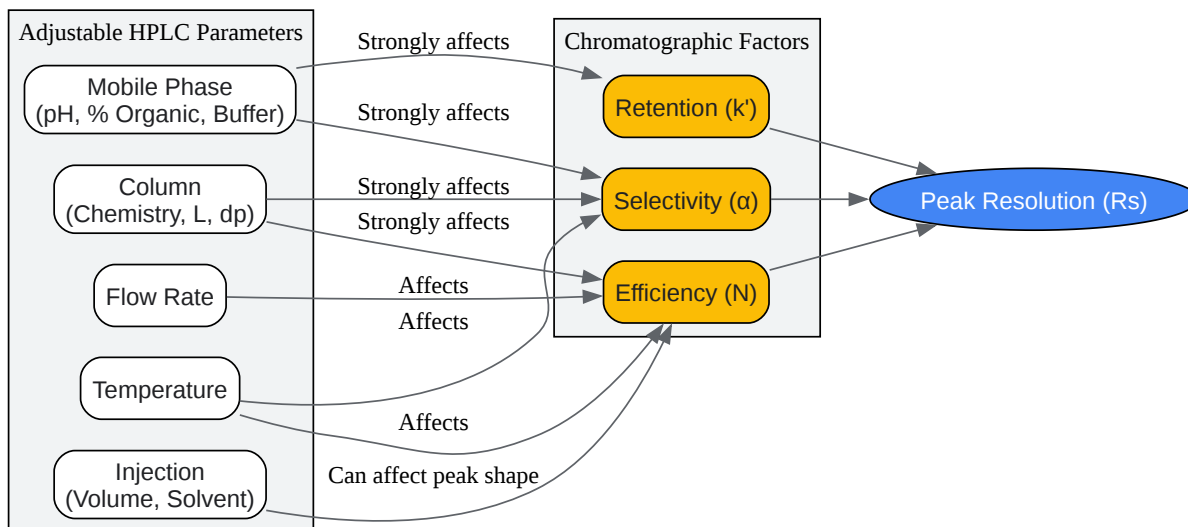 Adjustable HPLC Parameters
Mobile Phase
(pH, % Organic, Buffer)
Column
(Chemistry, L, dp)
Flow Rate
Temperature
Injection
(Volume, Solvent)
Strongly affects
Strongly affects
Strongly affects
Strongly affects
Affects
Affects
Affects
Can affect peak shape
Chromatographic Factors
Retention (k')
Selectivity (α)
Efficiency (N)
Peak Resolution (Rs)